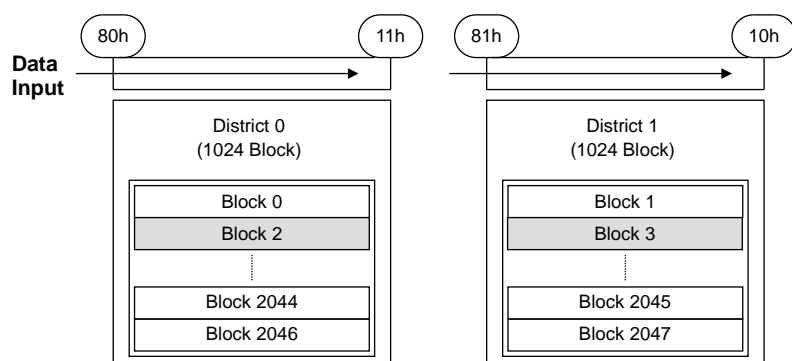 80h
11h
81h
10h
Data
Input
District 0
(1024 Block)
District 1
(1024 Block)
Block 0
Block 2
Block 2044
Block 2046
Block 1
Block 3
Block 2045
Block 2047